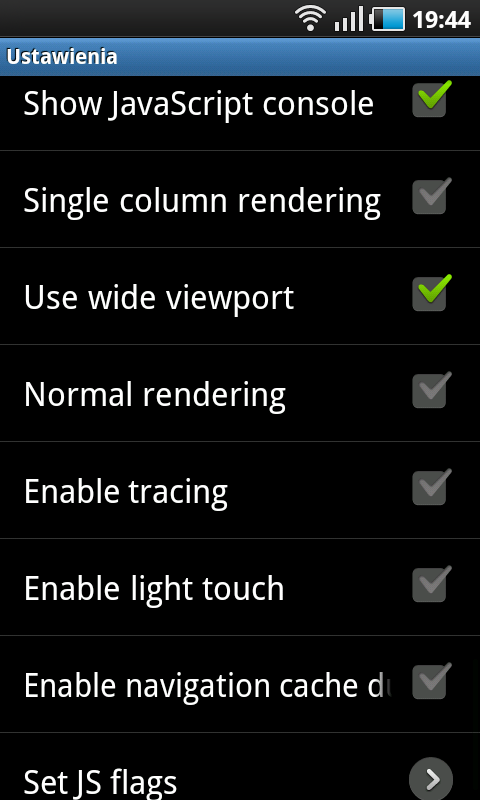 19:44
Ustawienia
Show JavaScript console
Single column rendering
Use wide viewport
Normal rendering
Enable tracing
Enable light touch
Enable navigation cache du
Set JS flags